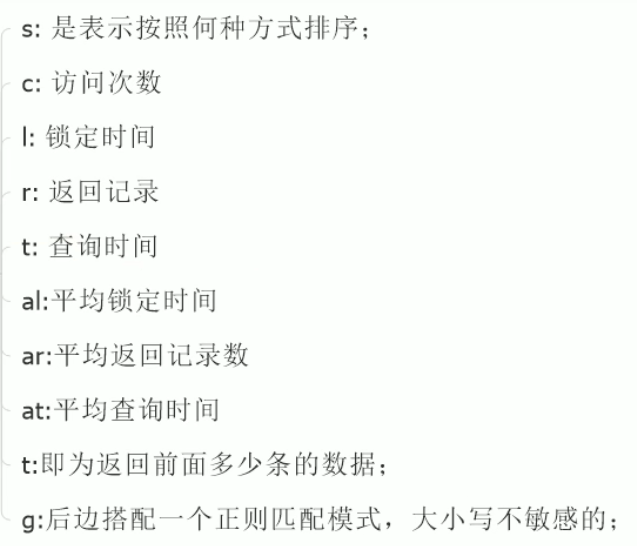 s: 是表示按照何种方式排序；
c: 访问次数
l: 锁定时间
r: 返回记录
t: 查询时间
al:平均锁定时间
ar:平均返回记录数
at:平均查询时间
t:即为返回前面多少条的数据；
g:后边搭配一个正则匹配模式，大小写不敏感的；